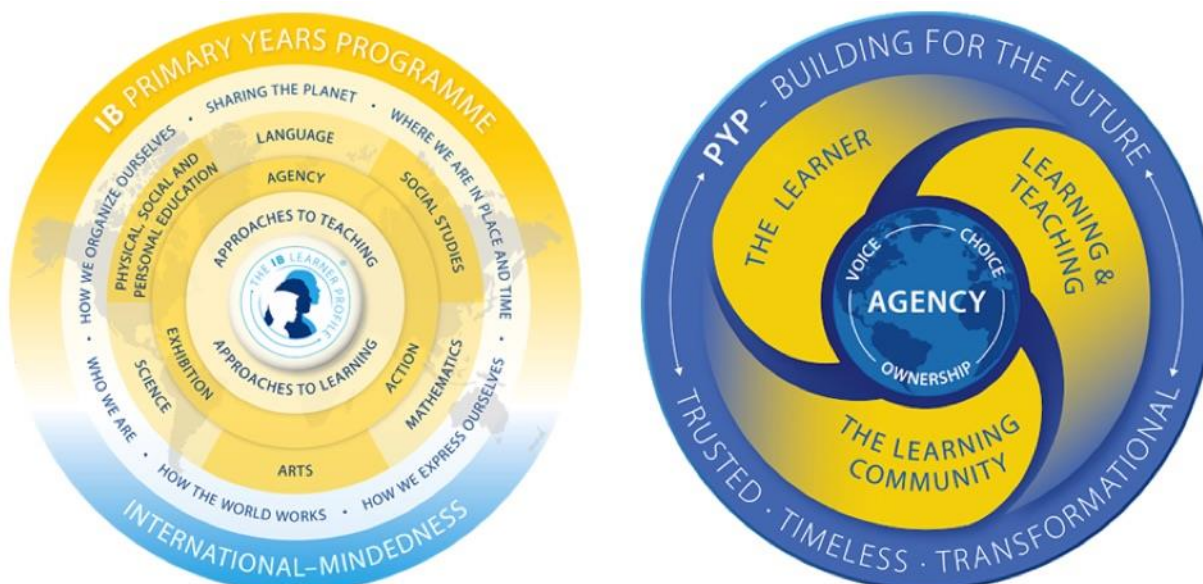 IB PRIMARY YEARS PROGRAMME
SHARING THE PLANET •
WHERE WE ARE IN PLACE AND TIME •
HOW WE EXPRESS OURSELVES •
HOW THE WORLD WORKS •
WHO WE ARE •
HOW WE ORGANIZE OURSELVES •
LANGUAGE
SOCIAL STUDIES
MATHEMATICS
ARTS
SCIENCE
PHYSICAL, SOCIAL AND
PERSONAL EDUCATION
AGENCY
ACTION
EXHIBITION
APPROACHES TO TEACHING
THE IB LEARNER PROFILE ®
APPROACHES TO LEARNING
INTERNATIONAL–MINDEDNESS
PYP - BUILDING FOR THE FUTURE
THE LEARNER
LEARNING &
TEACHING
VOICE
CHOICE
AGENCY
OWNERSHIP
THE LEARNING
COMMUNITY
TRUSTED · TIMELESS · TRANSFORMATIONAL